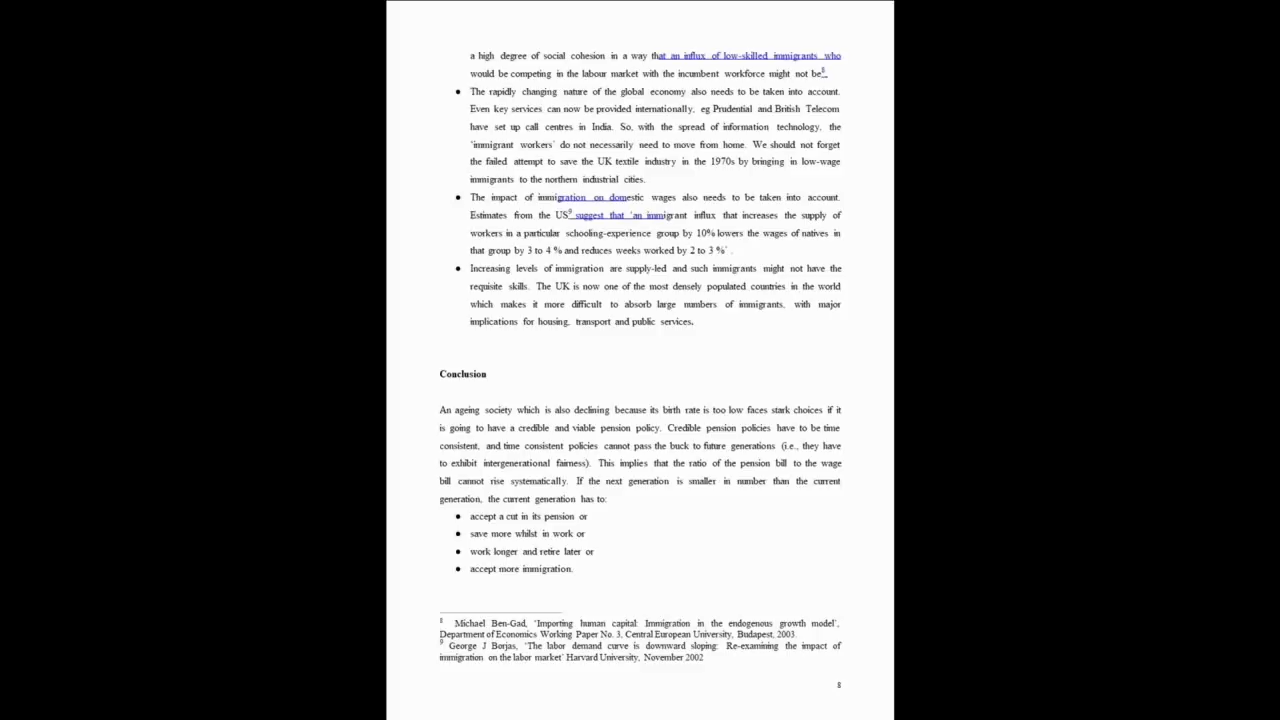 a high degree of social cohesion in a way that an influx of low-skilled immigrants who
would be competing in the labour market with the incumbent workforce might not be8.
● The rapidly changing nature of the global economy also needs to be taken into account.
Even key services can now be provided internationally, eg Prudential and British Telecom
have set up call centres in India. So, with the spread of information technology, the
'immigrant workers' do not necessarily need to move from home. We should not forget
the failed attempt to save the UK textile industry in the 1970s by bringing in low-wage
immigrants to the northern industrial cities.
● The impact of immigration on domestic wages also needs to be taken into account.
Estimates from the US9 suggest that 'an immigrant influx that increases the supply of
workers in a particular schooling-experience group by 10% lowers the wages of natives in
that group by 3 to 4 % and reduces weeks worked by 2 to 3 %' .
● Increasing levels of immigration are supply-led and such immigrants might not have the
requisite skills. The UK is now one of the most densely populated countries in the world
which makes it more difficult to absorb large numbers of immigrants, with major
implications for housing, transport and public services.
Conclusion
An ageing society which is also declining because its birth rate is too low faces stark choices if it
is going to have a credible and viable pension policy. Credible pension policies have to be time
consistent, and time consistent policies cannot pass the buck to future generations (i.e., they have
to exhibit intergenerational fairness). This implies that the ratio of the pension bill to the wage
bill cannot rise systematically. If the next generation is smaller in number than the current
generation, the current generation has to:
● accept a cut in its pension or
● save more whilst in work or
● work longer and retire later or
● accept more immigration.
8 Michael Ben-Gad, 'Importing human capital: Immigration in the endogenous growth model',
Department of Economics Working Paper No. 3, Central European University, Budapest, 2003.
9 George J Borjas, 'The labor demand curve is downward sloping: Re-examining the impact of
immigration on the labor market' Harvard University, November 2002
8